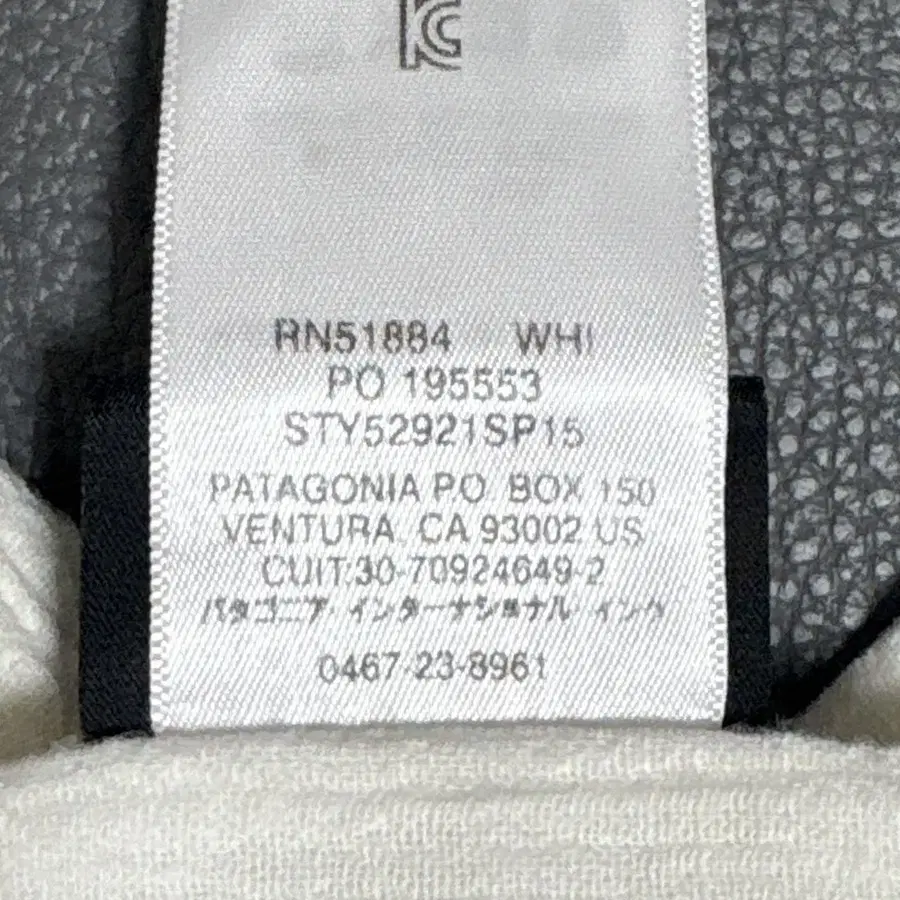 RN51884 WHI
PO 195553
STY52921SP15
PATAGONIA PO. BOX 150
VENTURA, CA 93002 US
CUIT:30-70924649-2
パタゴニア・インターナショナル・インク
0467-23-8961